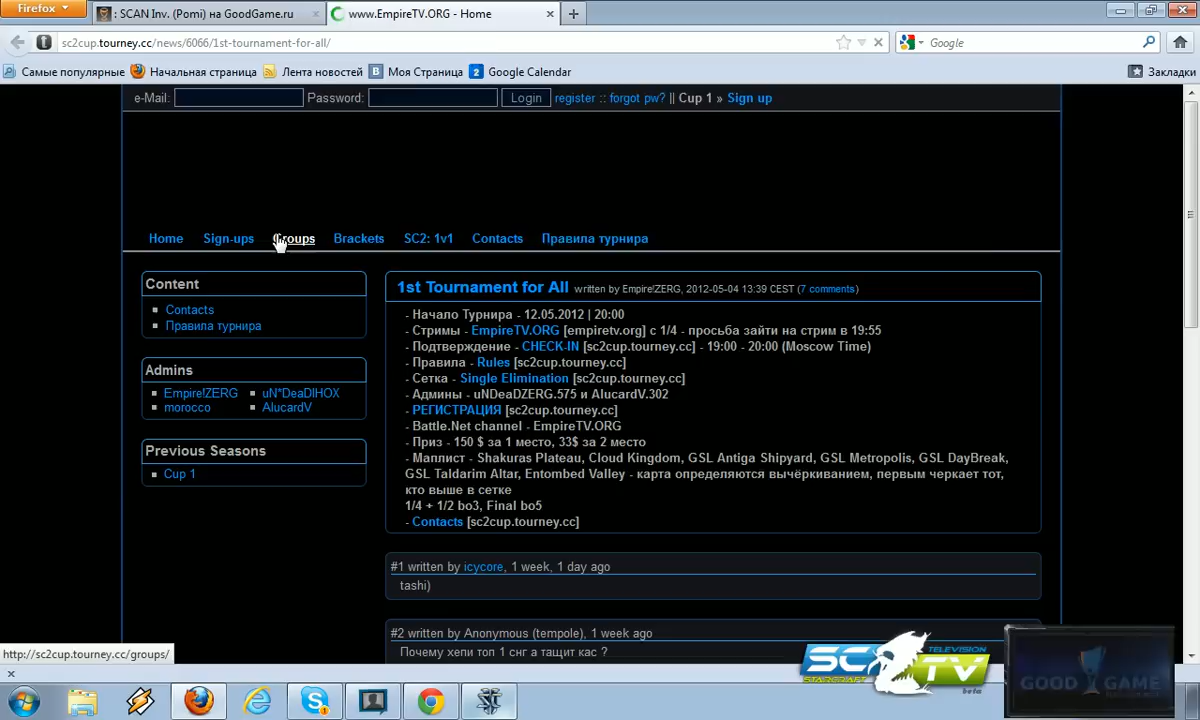 Firefox
: SCAN Inv. (Pomi) на GoodGame.ru
www.EmpireTV.ORG - Home
sc2cup.tourney.cc/news/6066/1st-tournament-for-all/
Google
Самые популярные
Начальная страница
Лента новостей
Моя Страница
2 Google Calendar
Закладки
e-Mail: Password: Login register :: forgot pw? || Cup 1 » Sign up
Home Sign-ups Groups Brackets SC2: 1v1 Contacts Правила турнира
Content
Contacts
Правила турнира
Admins
Empire!ZERG uN*DeaDIHOX
morocco AlucardV
Previous Seasons
Cup 1
1st Tournament for All written by Empire!ZERG, 2012-05-04 13:39 CEST (7 comments)
- Начало Турнира - 12.05.2012 | 20:00
- Стримы - EmpireTV.ORG [empiretv.org] с 1/4 - просьба зайти на стрим в 19:55
- Подтверждение - CHECK-IN [sc2cup.tourney.cc] - 19:00 - 20:00 (Moscow Time)
- Правила - Rules [sc2cup.tourney.cc]
- Сетка - Single Elimination [sc2cup.tourney.cc]
- Админы - uNDeadZERG.575 и AlucardV.302
- РЕГИСТРАЦИЯ [sc2cup.tourney.cc]
- Battle.Net channel - EmpireTV.ORG
- Приз - 150 $ за 1 место, 33$ за 2 место
- Маплист - Shakuras Plateau, Cloud Kingdom, GSL Antiga Shipyard, GSL Metropolis, GSL DayBreak,
GSL Taldarim Altar, Entombed Valley - карта определяются вычёркиванием, первым черкает тот,
кто выше в сетке
1/4 + 1/2 bo3, Final bo5
- Contacts [sc2cup.tourney.cc]
#1 written by icycore, 1 week, 1 day ago
tashi)
#2 written by Anonymous (tempole), 1 week ago
Почему хепи топ 1 снг а тащит кас ?
http://sc2cup.tourney.cc/groups/
SC TV
STARCRAFT
TELEVISION
beta
GOOD GAME